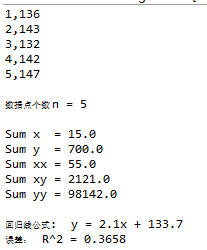 1,136
2,143
3,132
4,142
5,147
数据点个数 n = 5
Sum x  = 15.0
Sum y  = 700.0
Sum xx = 55.0
Sum xy = 2121.0
Sum yy = 98142.0
回归线公式:  y = 2.1x + 133.7
误差:  R^2 = 0.3658